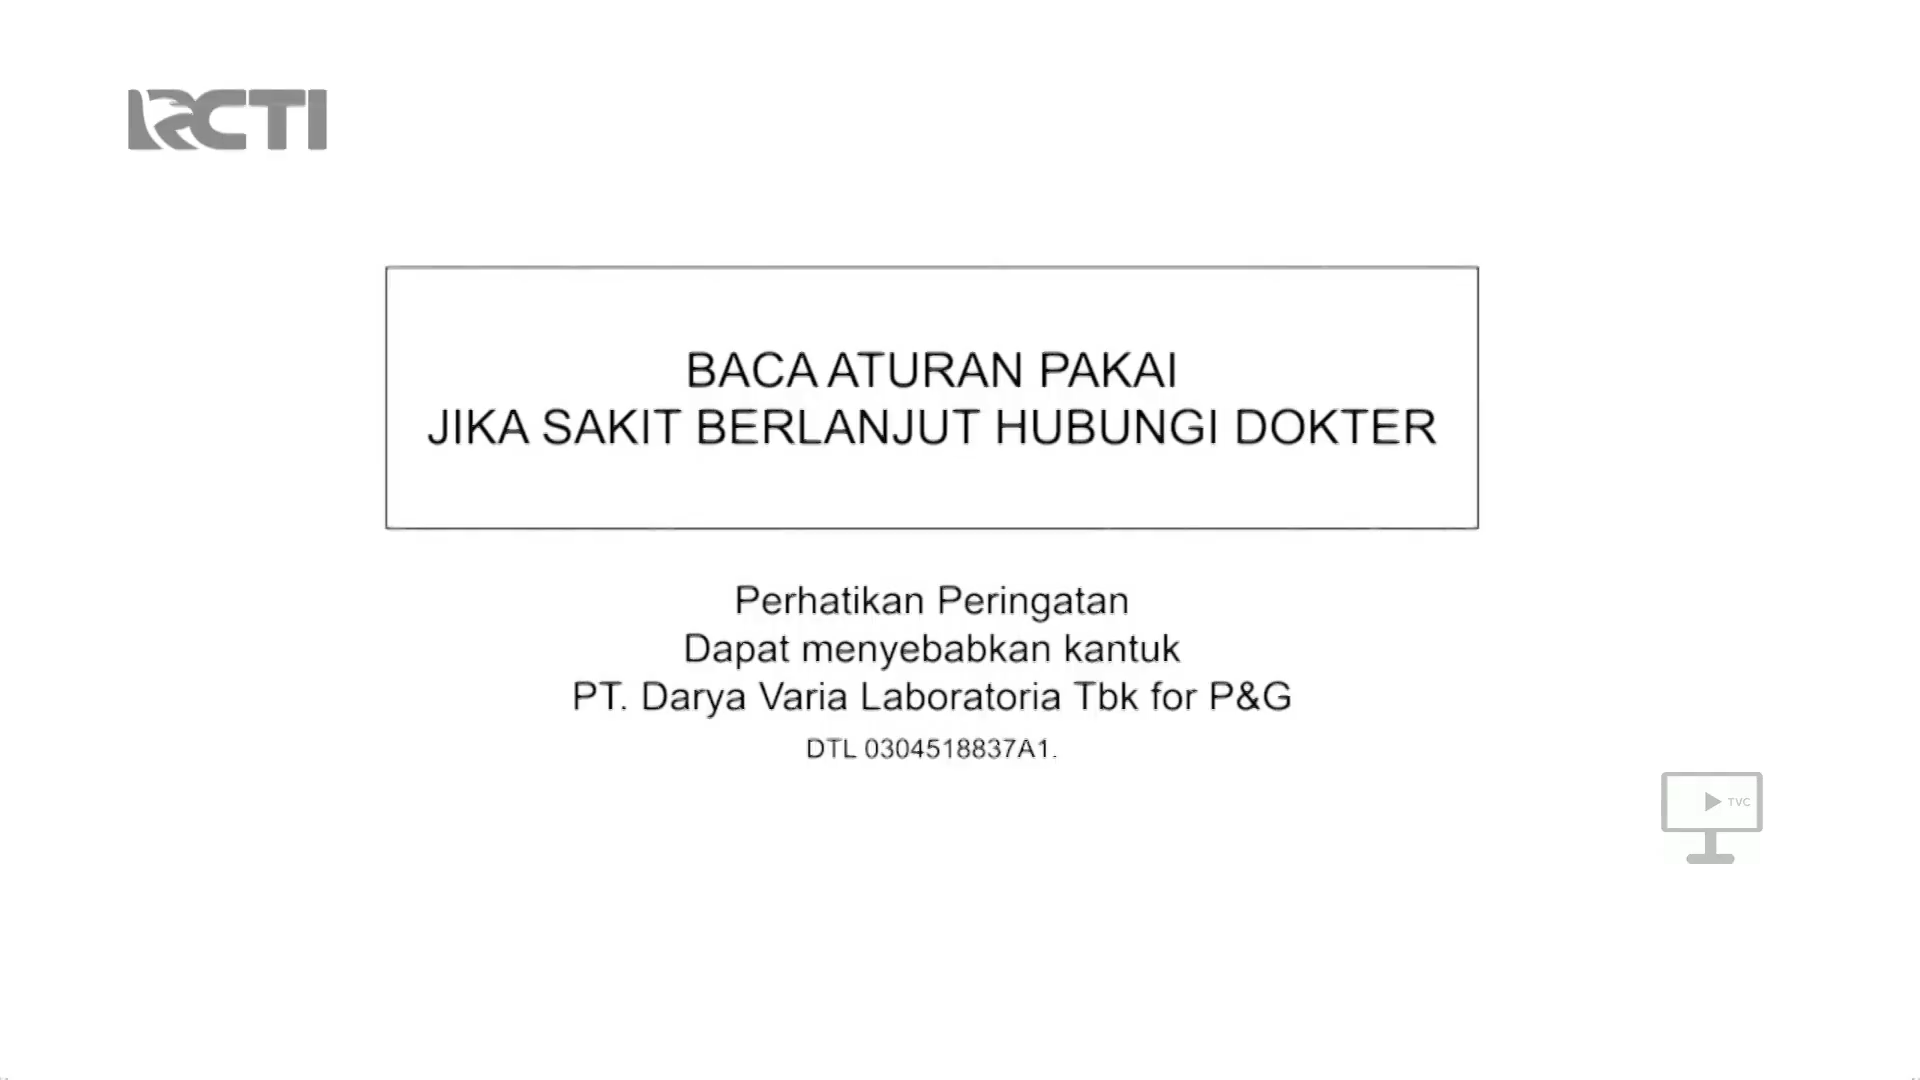 RCTI
BACA ATURAN PAKAI
JIKA SAKIT BERLANJUT HUBUNGI DOKTER
Perhatikan Peringatan
Dapat menyebabkan kantuk
PT. Darya Varia Laboratoria Tbk for P&G
DTL 0304518837A1.
TVC